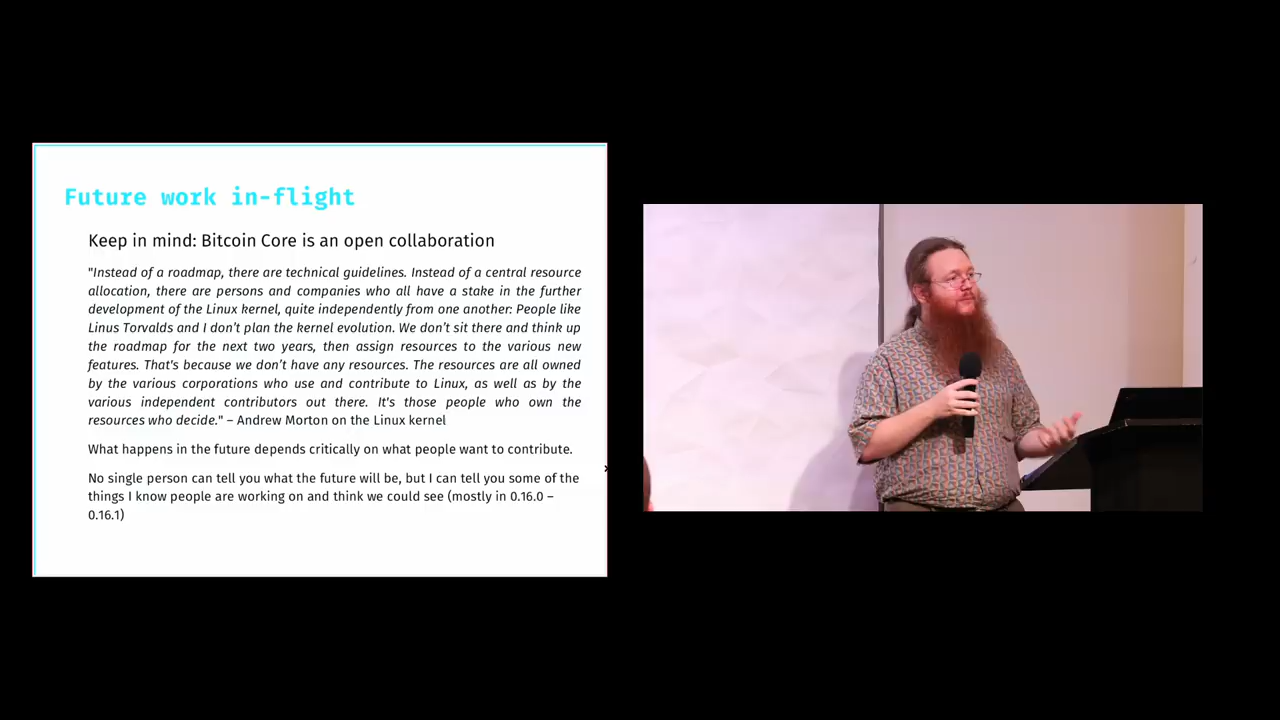 Future work in-flight
Keep in mind: Bitcoin Core is an open collaboration
"Instead of a roadmap, there are technical guidelines. Instead of a central resource
allocation, there are persons and companies who all have a stake in the further
development of the Linux kernel, quite independently from one another: People like
Linus Torvalds and I don’t plan the kernel evolution. We don’t sit there and think up
the roadmap for the next two years, then assign resources to the various new
features. That's because we don’t have any resources. The resources are all owned
by the various corporations who use and contribute to Linux, as well as by the
various independent contributors out there. It's those people who own the
resources who decide." – Andrew Morton on the Linux kernel
What happens in the future depends critically on what people want to contribute.
No single person can tell you what the future will be, but I can tell you some of the
things I know people are working on and think we could see (mostly in 0.16.0 –
0.16.1)